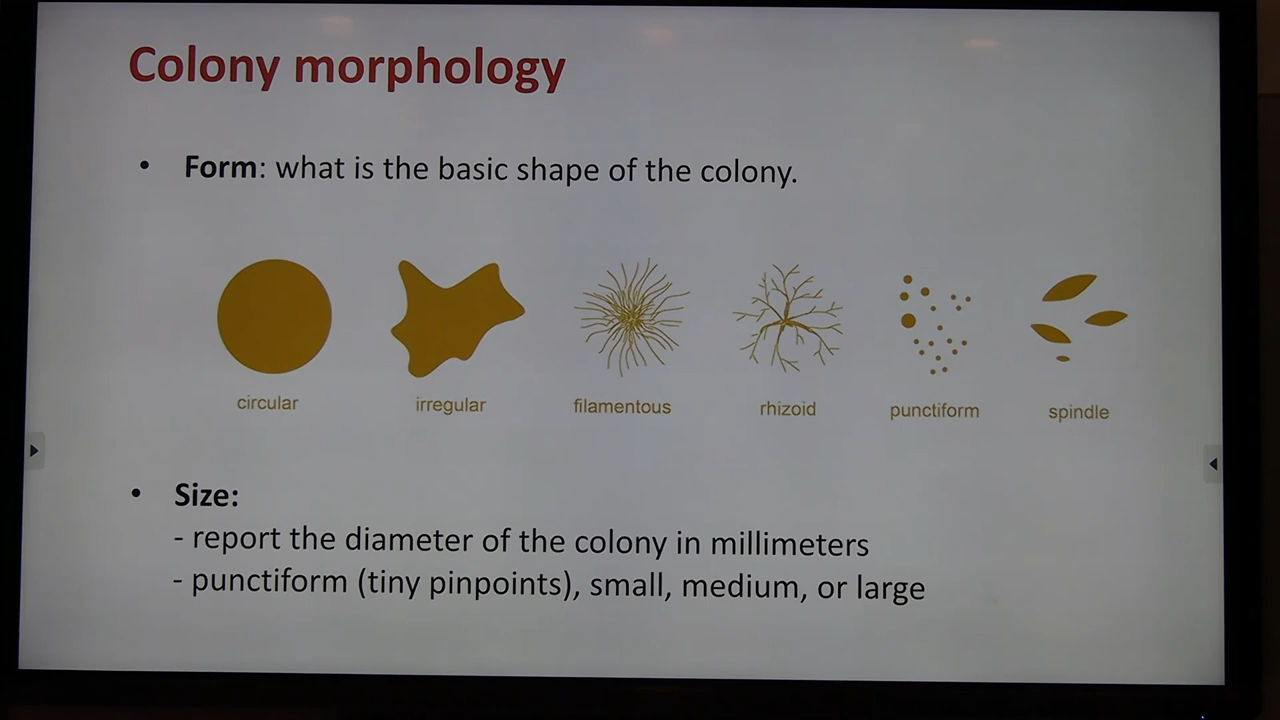 Colony morphology
• Form: what is the basic shape of the colony.
circular irregular filamentous rhizoid punctiform spindle
• Size:
- report the diameter of the colony in millimeters
- punctiform (tiny pinpoints), small, medium, or large